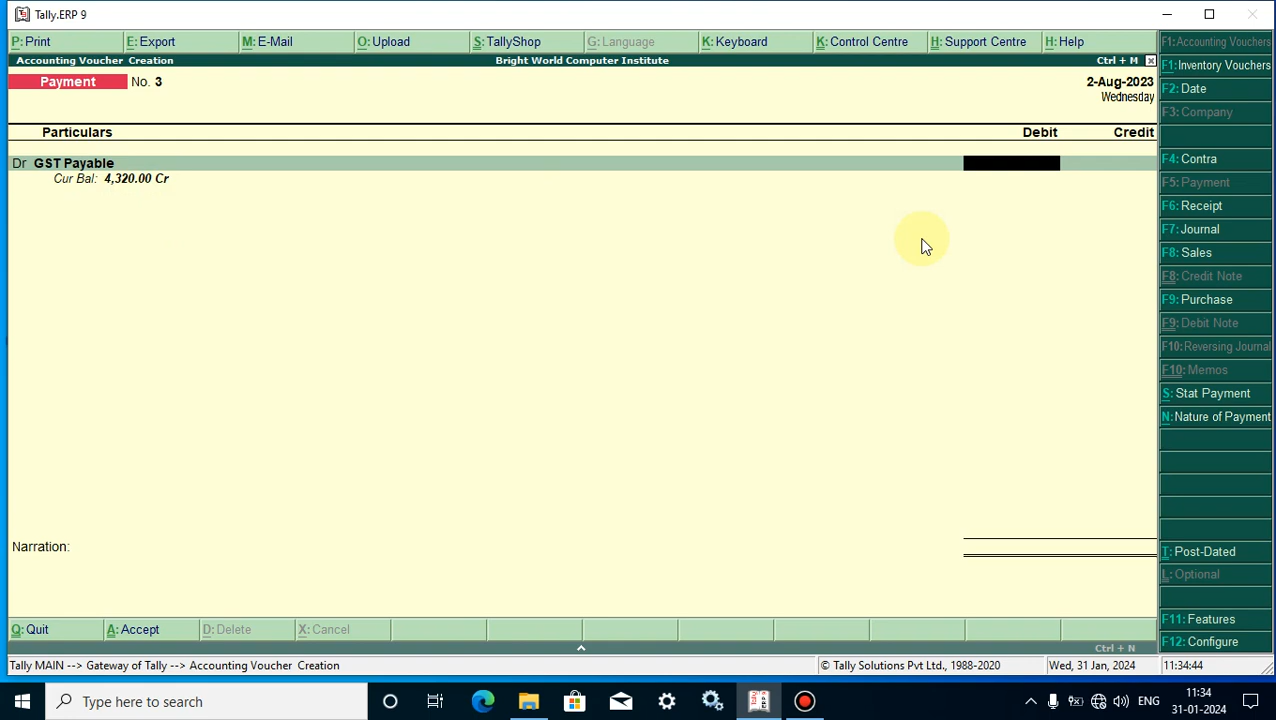 Tally.ERP 9
P: Print
E: Export
M: E-Mail
O: Upload
S: TallyShop
G: Language
K: Keyboard
K: Control Centre
H: Support Centre
H: Help
F1: Accounting Vouchers
Accounting Voucher Creation
Bright World Computer Institute
Ctrl + M
F1: Inventory Vouchers
Payment No. 3
2-Aug-2023
Wednesday
F2: Date
F3: Company
Particulars
Debit
Credit
Dr GST Payable
Cur Bal: 4,320.00 Cr
F4: Contra
F5: Payment
F6: Receipt
F7: Journal
F8: Sales
F8: Credit Note
F9: Purchase
F9: Debit Note
F10: Reversing Journal
F10: Memos
S: Stat Payment
N: Nature of Payment
Narration:
T: Post-Dated
L: Optional
F11: Features
F12: Configure
Q: Quit
A: Accept
D: Delete
X: Cancel
Ctrl + N
Tally MAIN --> Gateway of Tally --> Accounting Voucher Creation
© Tally Solutions Pvt Ltd., 1988-2020
Wed, 31 Jan, 2024
11:34:44
Type here to search
ENG
11:34
31-01-2024